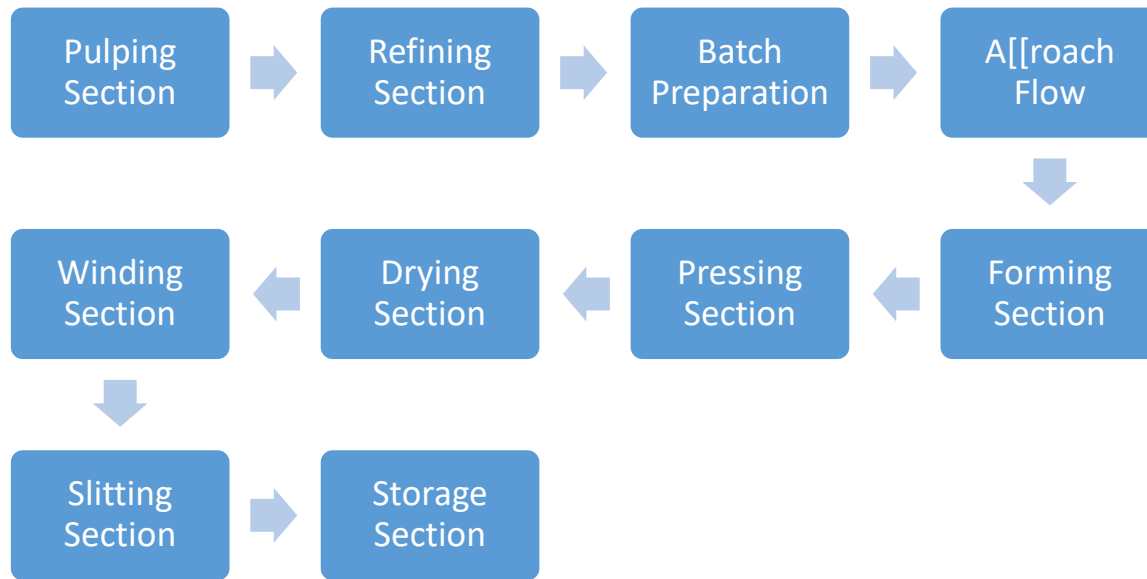 Pulping
Section
Refining
Section
Batch
Preparation
A[[roach
Flow
Winding
Section
Drying
Section
Pressing
Section
Forming
Section
Slitting
Section
Storage
Section